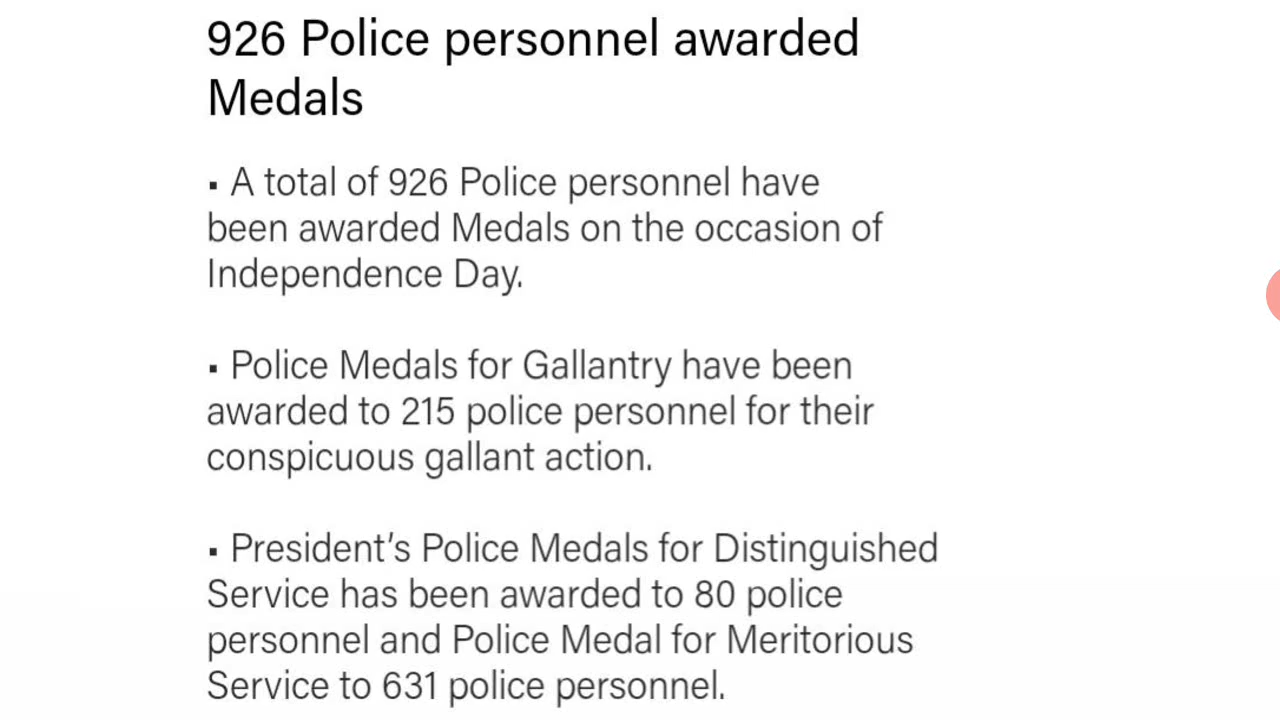 926 Police personnel awarded
Medals
▪ A total of 926 Police personnel have
been awarded Medals on the occasion of
Independence Day.
▪ Police Medals for Gallantry have been
awarded to 215 police personnel for their
conspicuous gallant action.
▪ President’s Police Medals for Distinguished
Service has been awarded to 80 police
personnel and Police Medal for Meritorious
Service to 631 police personnel.